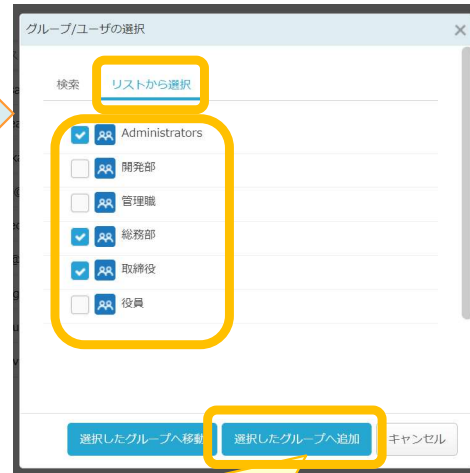 グループ/ユーザの選択
検索 リストから選択
Administrators
開発部
管理職
総務部
取締役
役員
選択したグループへ移動 選択したグループへ追加 キャンセル